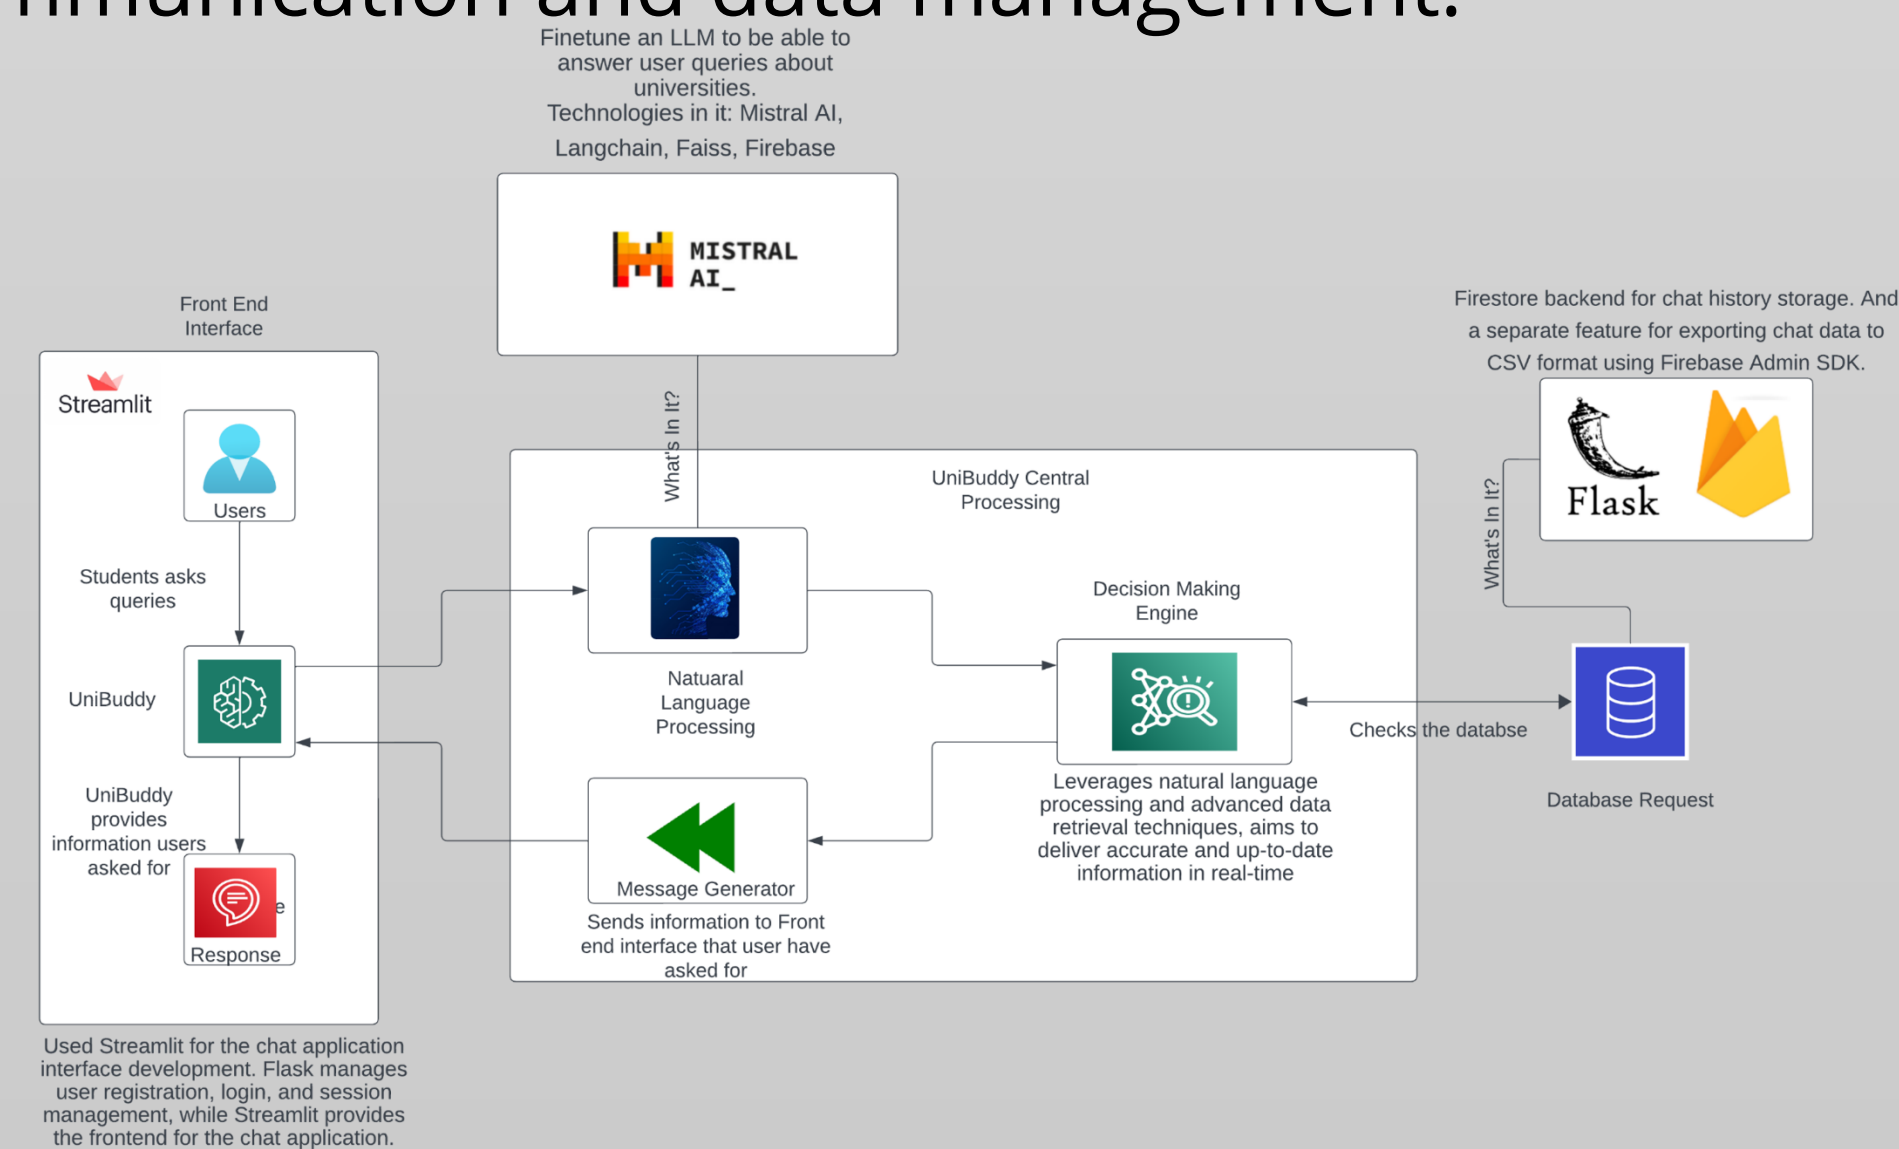 and data management.
Finetune an LLM to be able to
answer user queries about
universities.
Technologies in it: Mistral AI,
Langchain, Faiss, Firebase
MISTRAL
AI_
What's In It?
Front End
Interface
Streamlit
Users
Students asks
queries
UniBuddy
UniBuddy
provides
information users
asked for
e
Response
Used Streamlit for the chat application
interface development. Flask manages
user registration, login, and session
management, while Streamlit provides
the frontend for the chat application.
UniBuddy Central
Processing
Natuaral
Language
Processing
Decision Making
Engine
Leverages natural language
processing and advanced data
retrieval techniques, aims to
deliver accurate and up-to-date
information in real-time
Message Generator
Sends information to Front
end interface that user have
asked for
Checks the databse
Firestore backend for chat history storage. And
a separate feature for exporting chat data to
CSV format using Firebase Admin SDK.
Flask
What's In It?
Database Request